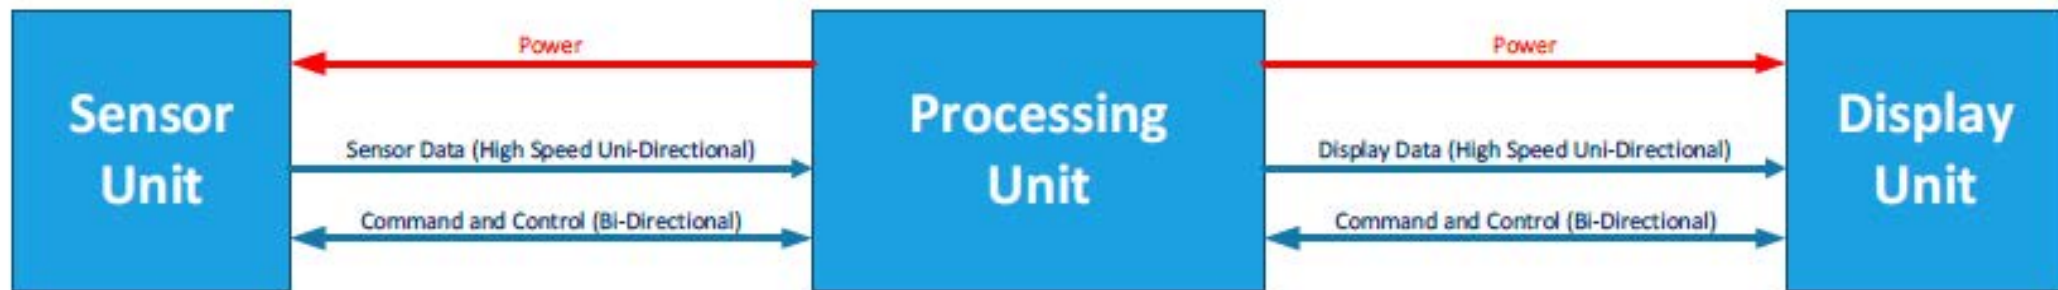 Power
Power
Sensor
Unit
Processing
Unit
Display
Unit
Sensor Data (High Speed Uni-Directional)
Display Data (High Speed Uni-Directional)
Command and Control (Bi-Directional)
Command and Control (Bi-Directional)